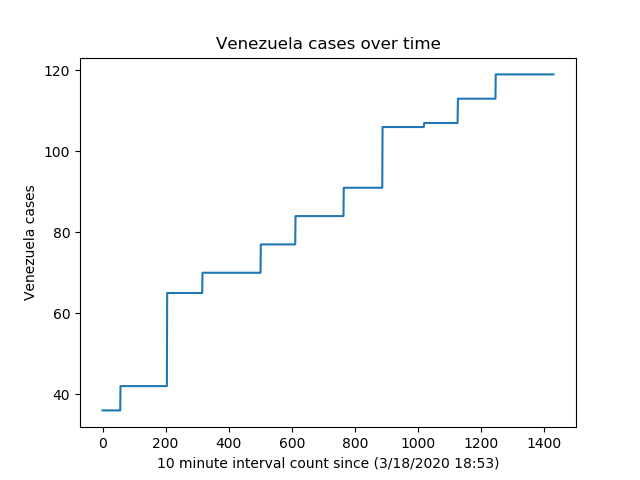 Venezuela cases over time
120
100
80
60
40
Venezuela cases
0 200 400 600 800 1000 1200 1400
10 minute interval count since (3/18/2020 18:53)